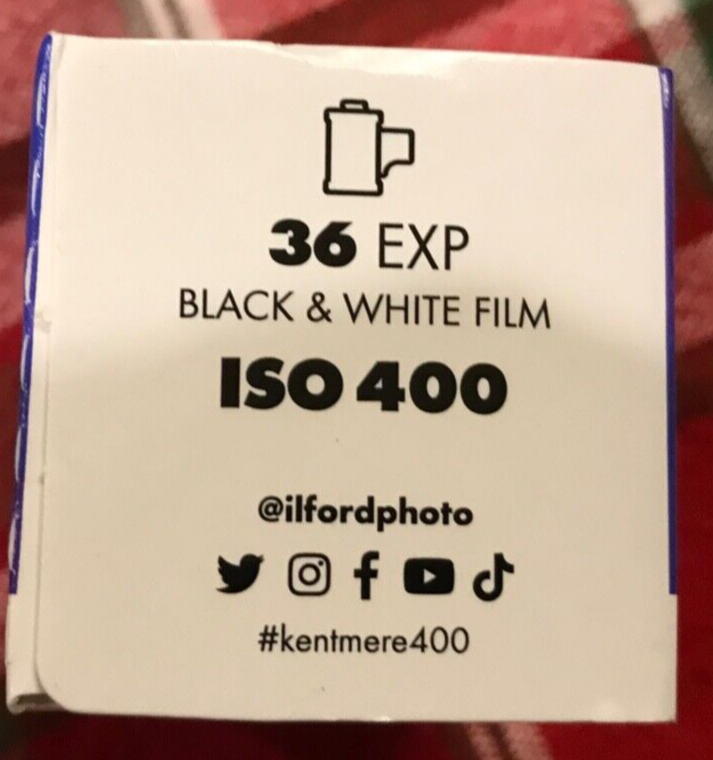 36 EXP
BLACK & WHITE FILM
ISO 400
@ilfordphoto
#kentmere400